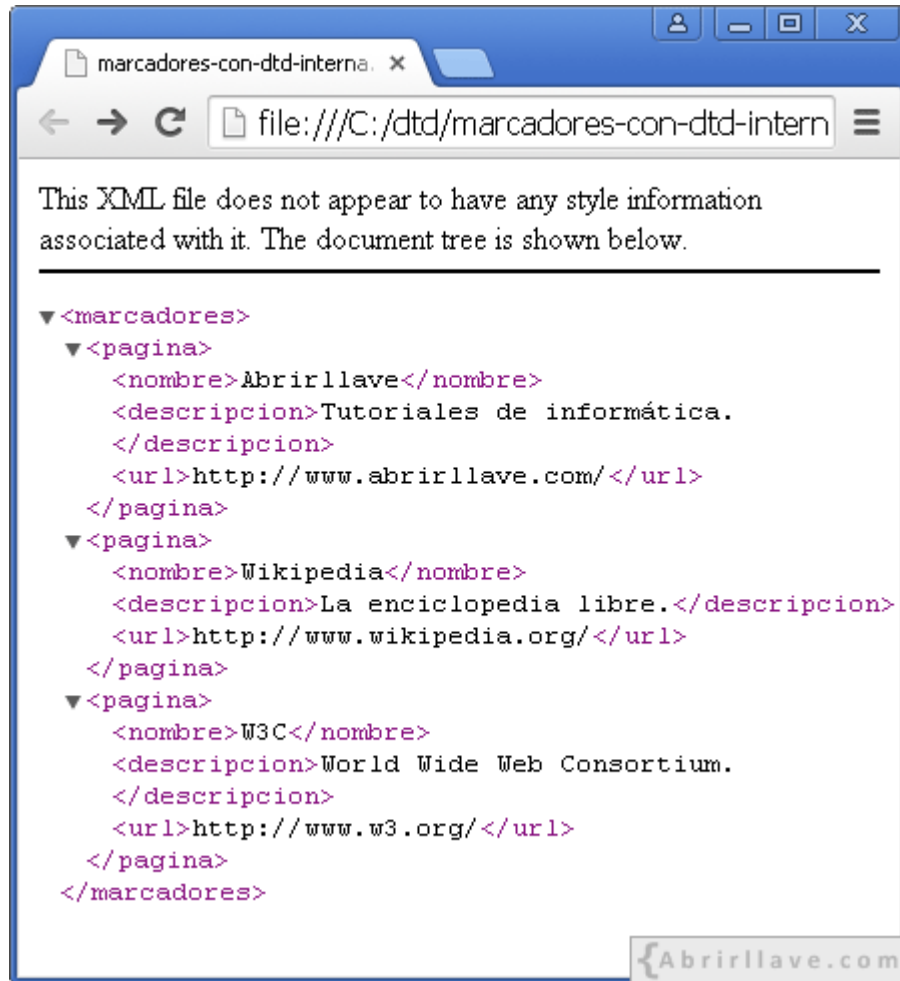 marcadores-con-dtd-interna.
file:///C:/dtd/marcadores-con-dtd-intern
This XML file does not appear to have any style information
associated with it. The document tree is shown below.
<marcadores>
<pagina>
<nombre>Abrirllave</nombre>
<descripcion>Tutoriales de informática.
</descripcion>
<url>http://www.abrirllave.com/</url>
</pagina>
<pagina>
<nombre>Wikipedia</nombre>
<descripcion>La enciclopedia libre.</descripcion>
<url>http://www.wikipedia.org/</url>
</pagina>
<pagina>
<nombre>W3C</nombre>
<descripcion>World Wide Web Consortium.
</descripcion>
<url>http://www.w3.org/</url>
</pagina>
</marcadores>
{Abrirllave.com